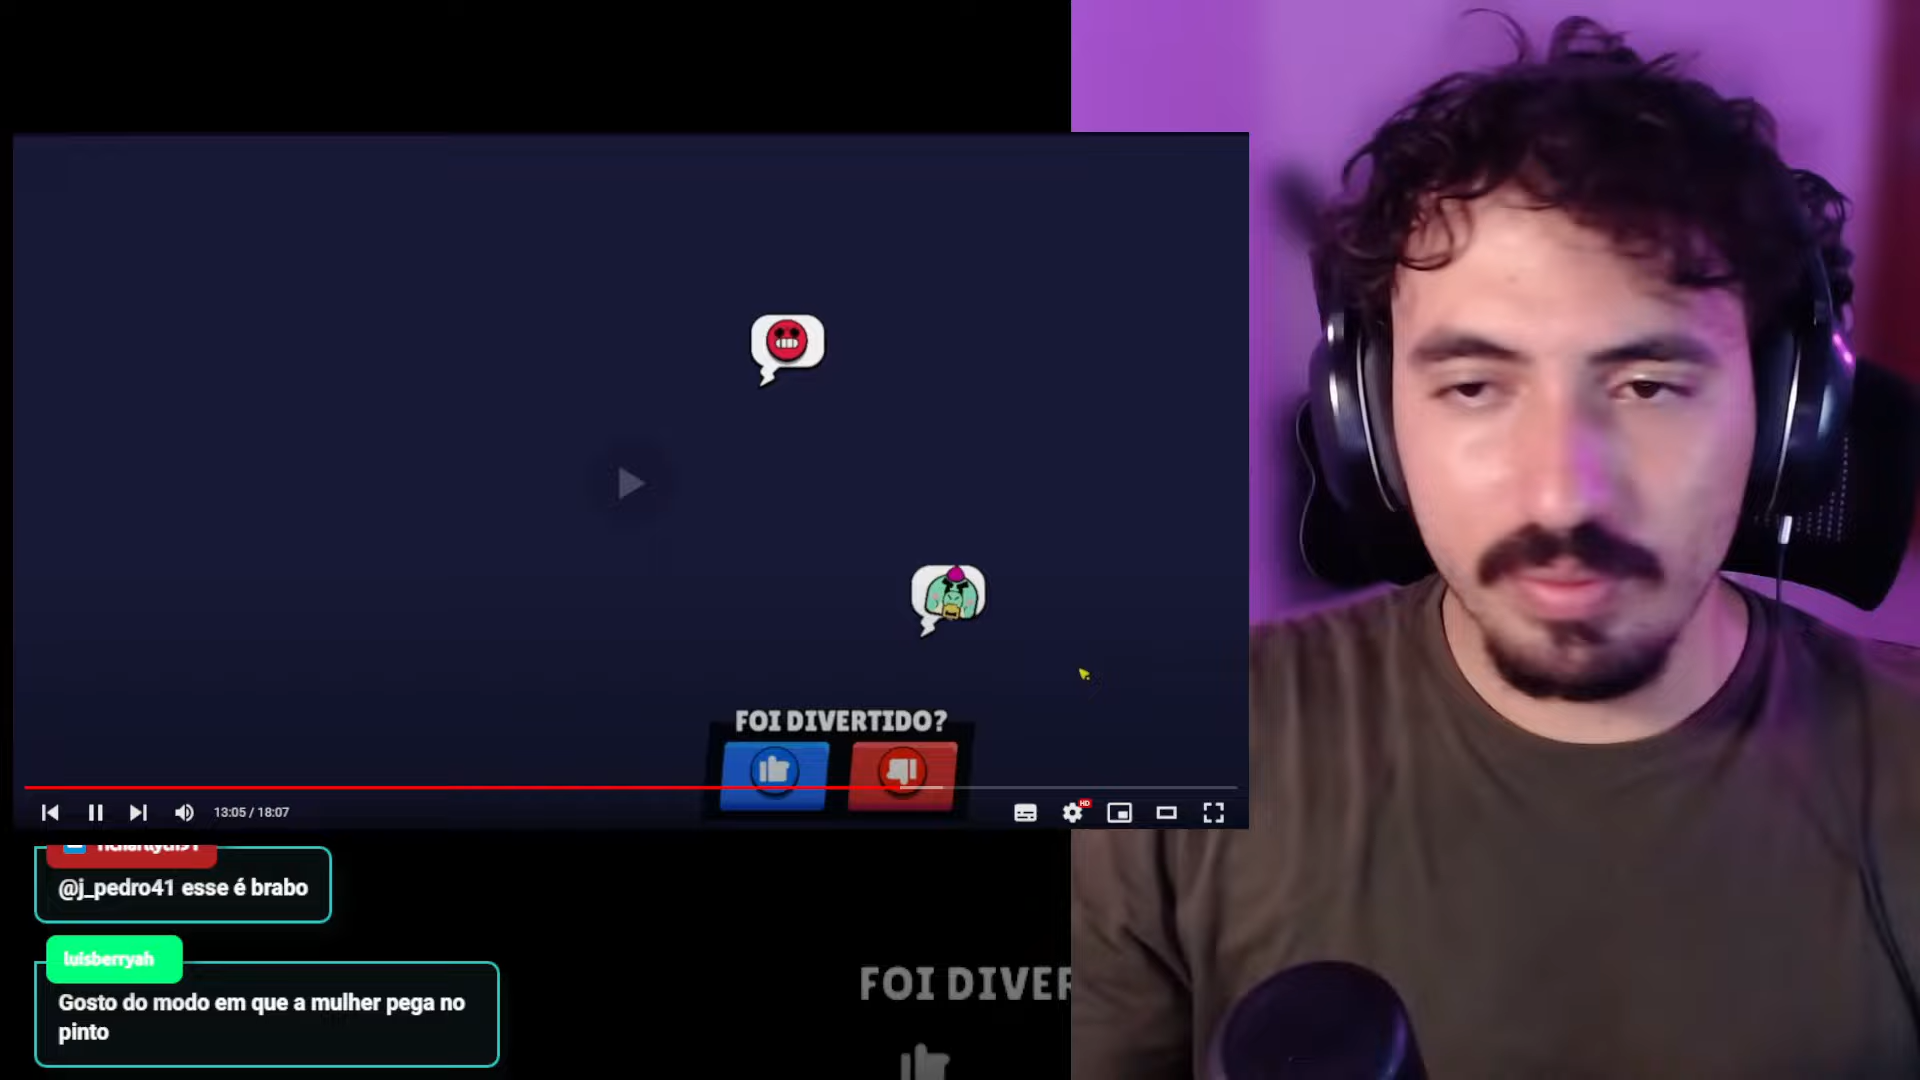 FOI DIVERTIDO?
13:05 / 18:07
HD
@j_pedro41 esse é brabo
luisberryah
Gosto do modo em que a mulher pega no
pinto
FOI DIVER